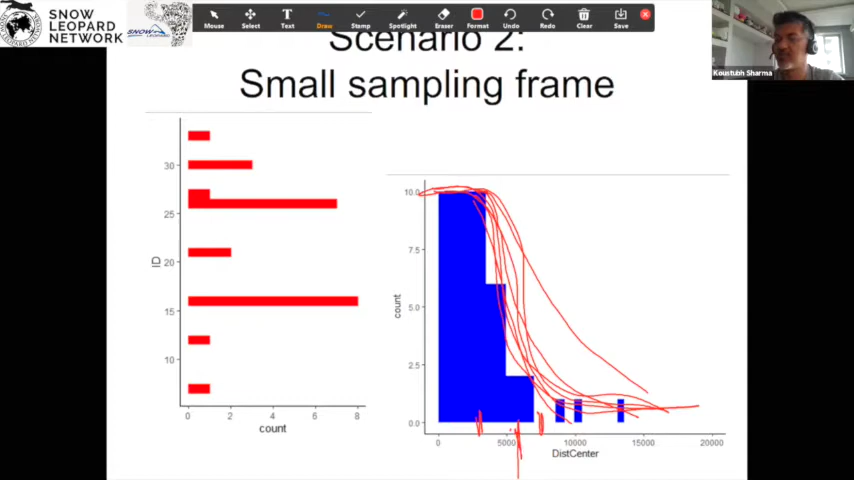 SNOW
LEOPARD
NETWORK
SNOW
LEOPARD
Mouse Select Text Draw Stamp Spotlight Eraser Format Undo Redo Clear Save
Koustubh Sharma
Scenario 2:
Small sampling frame
30
25
20
15
10
ID
0 2 4 6 8
count
10.0
7.5
5.0
2.5
0.0
count
0 5000 10000 15000 20000
DistCenter